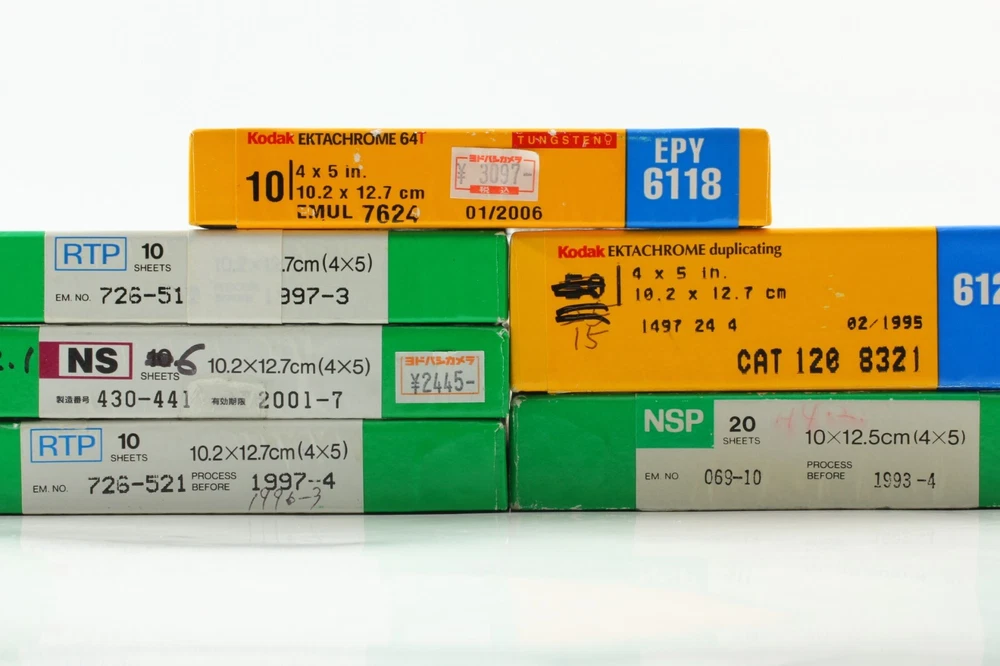 Kodak EKTACHROME 64T
TUNGSTEN
10
4 x 5 in.
10.2 x 12.7 cm
EMUL 7624
01/2006
ヨドバシカメラ
¥ 3097-
税込
EPY
6118
RTP
10
SHEETS
.7cm(4×5)
EM. NO. 726-51
997-3
NS
10 6
SHEETS
10.2×12.7cm(4×5)
製造番号 430-441
有効期限 2001-7
ヨドバシカメラ
¥2445-
RTP
10
SHEETS
10.2×12.7cm(4×5)
EM. NO. 726-521
PROCESS
BEFORE
1997-4
1996-3
Kodak EKTACHROME duplicating
4 x 5 in.
10.2 x 12.7 cm
15
1497 24 4
02/1995
CAT 120 8321
612
NSP
20
SHEETS
10×12.5cm(4×5)
EM NO 069-10
PROCESS
BEFORE
1993-4